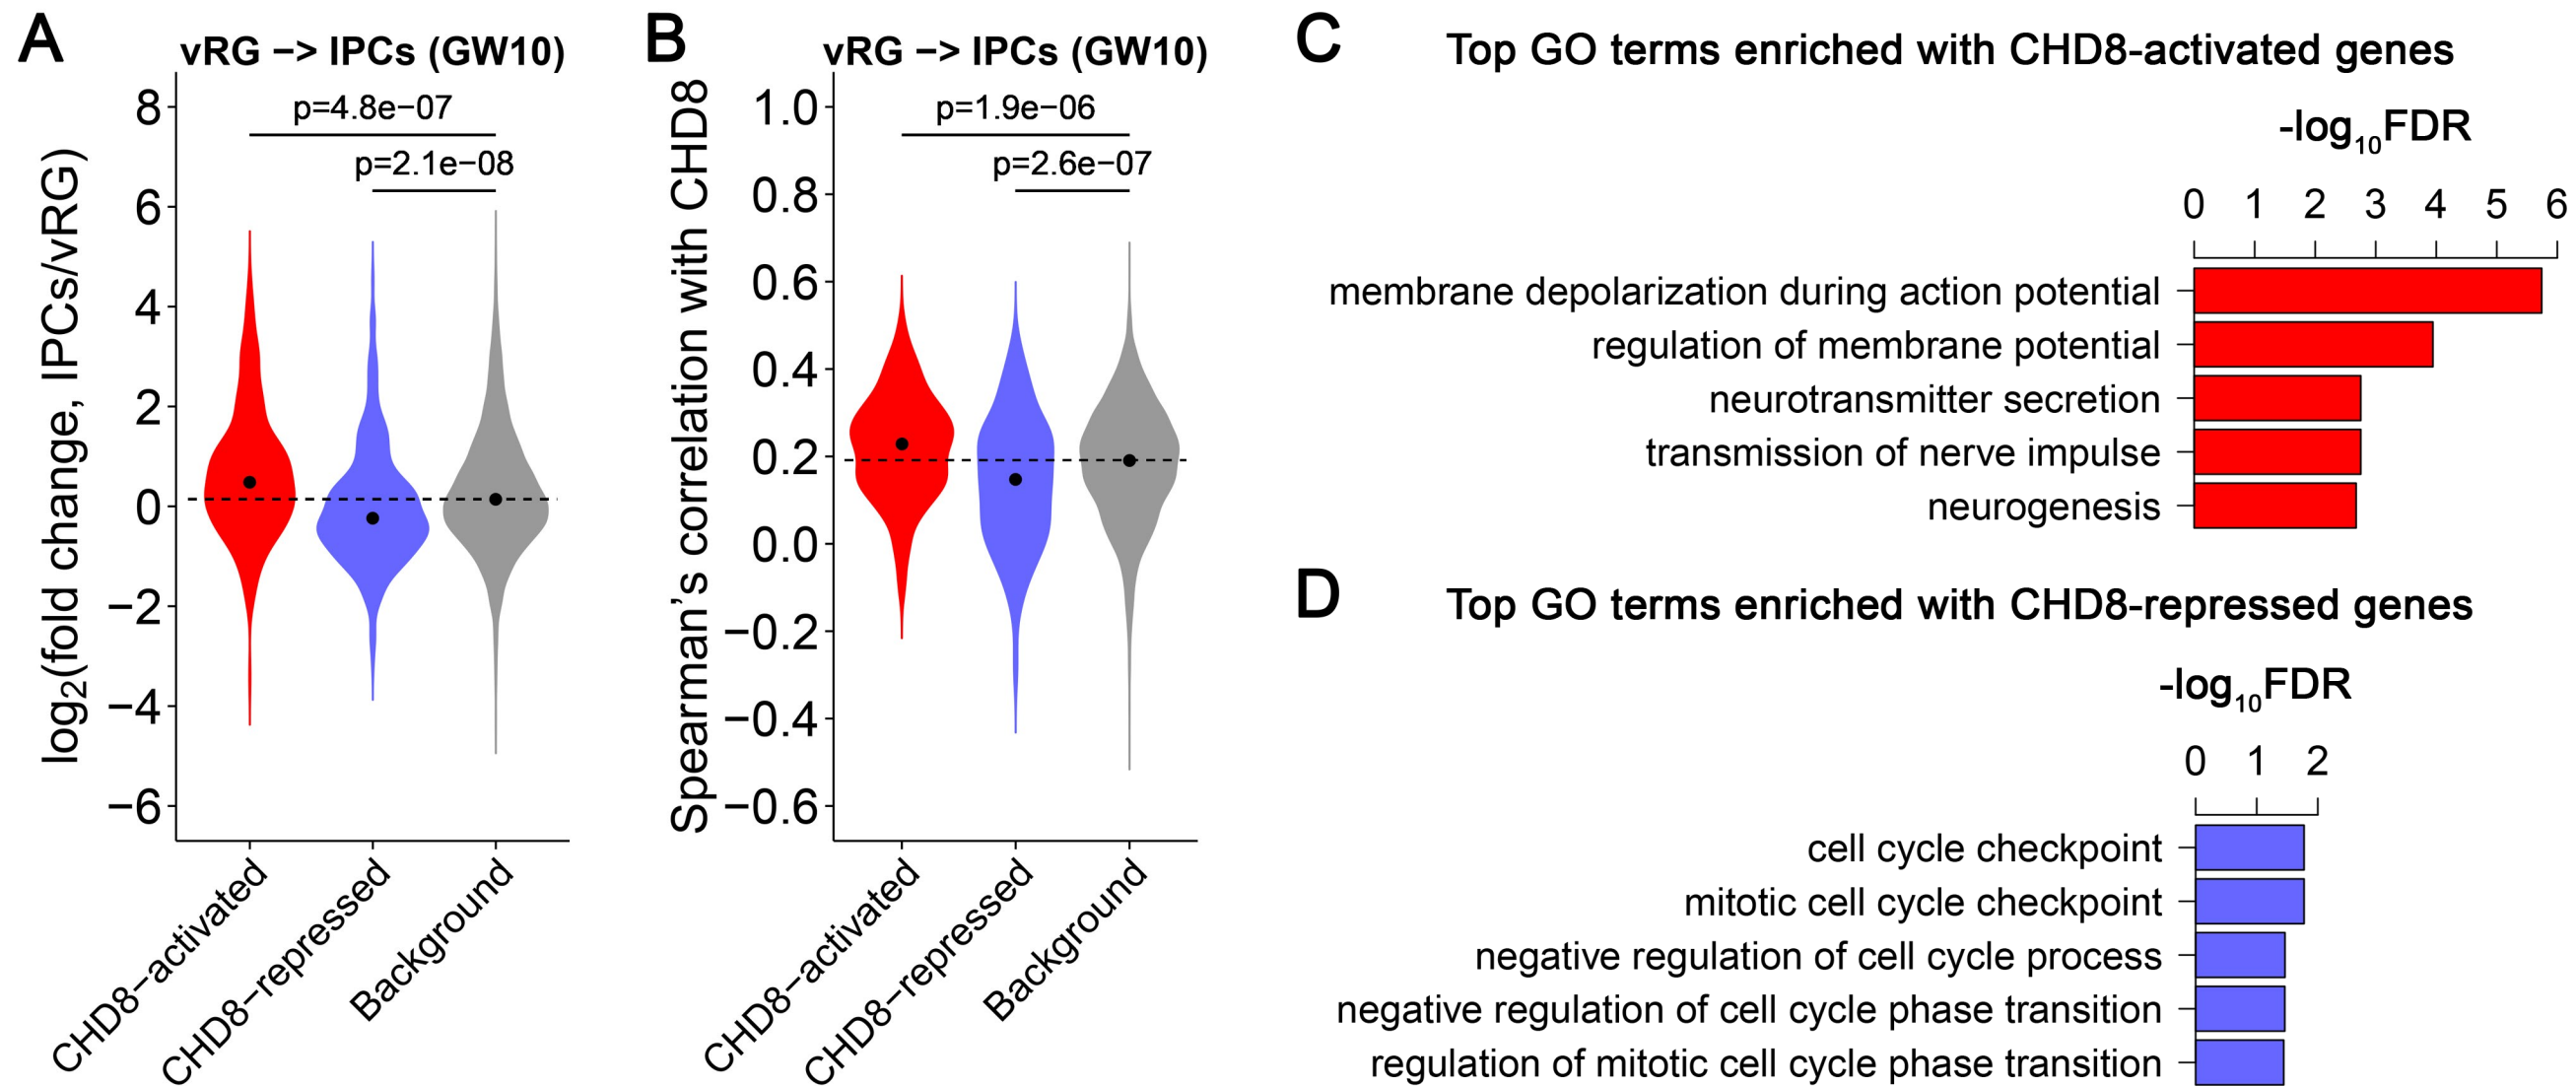 A
vRG −> IPCs (GW10)
log2(fold change, IPCs/vRG)
8
6
4
2
0
−2
−4
−6
p=4.8e−07
p=2.1e−08
CHD8−activated
CHD8−repressed
Background
B
vRG −> IPCs (GW10)
Spearman's correlation with CHD8
1.0
0.8
0.6
0.4
0.2
0.0
−0.2
−0.4
−0.6
p=1.9e−06
p=2.6e−07
CHD8−activated
CHD8−repressed
Background
C
Top GO terms enriched with CHD8-activated genes
-log10FDR
0 1 2 3 4 5 6
membrane depolarization during action potential
regulation of membrane potential
neurotransmitter secretion
transmission of nerve impulse
neurogenesis
D
Top GO terms enriched with CHD8-repressed genes
-log10FDR
0 1 2
cell cycle checkpoint
mitotic cell cycle checkpoint
negative regulation of cell cycle process
negative regulation of cell cycle phase transition
regulation of mitotic cell cycle phase transition